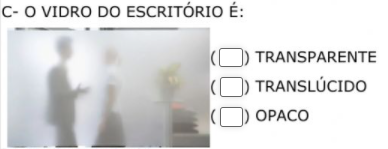 C- O VIDRO DO ESCRITÓRIO É:
( ) TRANSPARENTE
( ) TRANSLÚCIDO
( ) OPACO